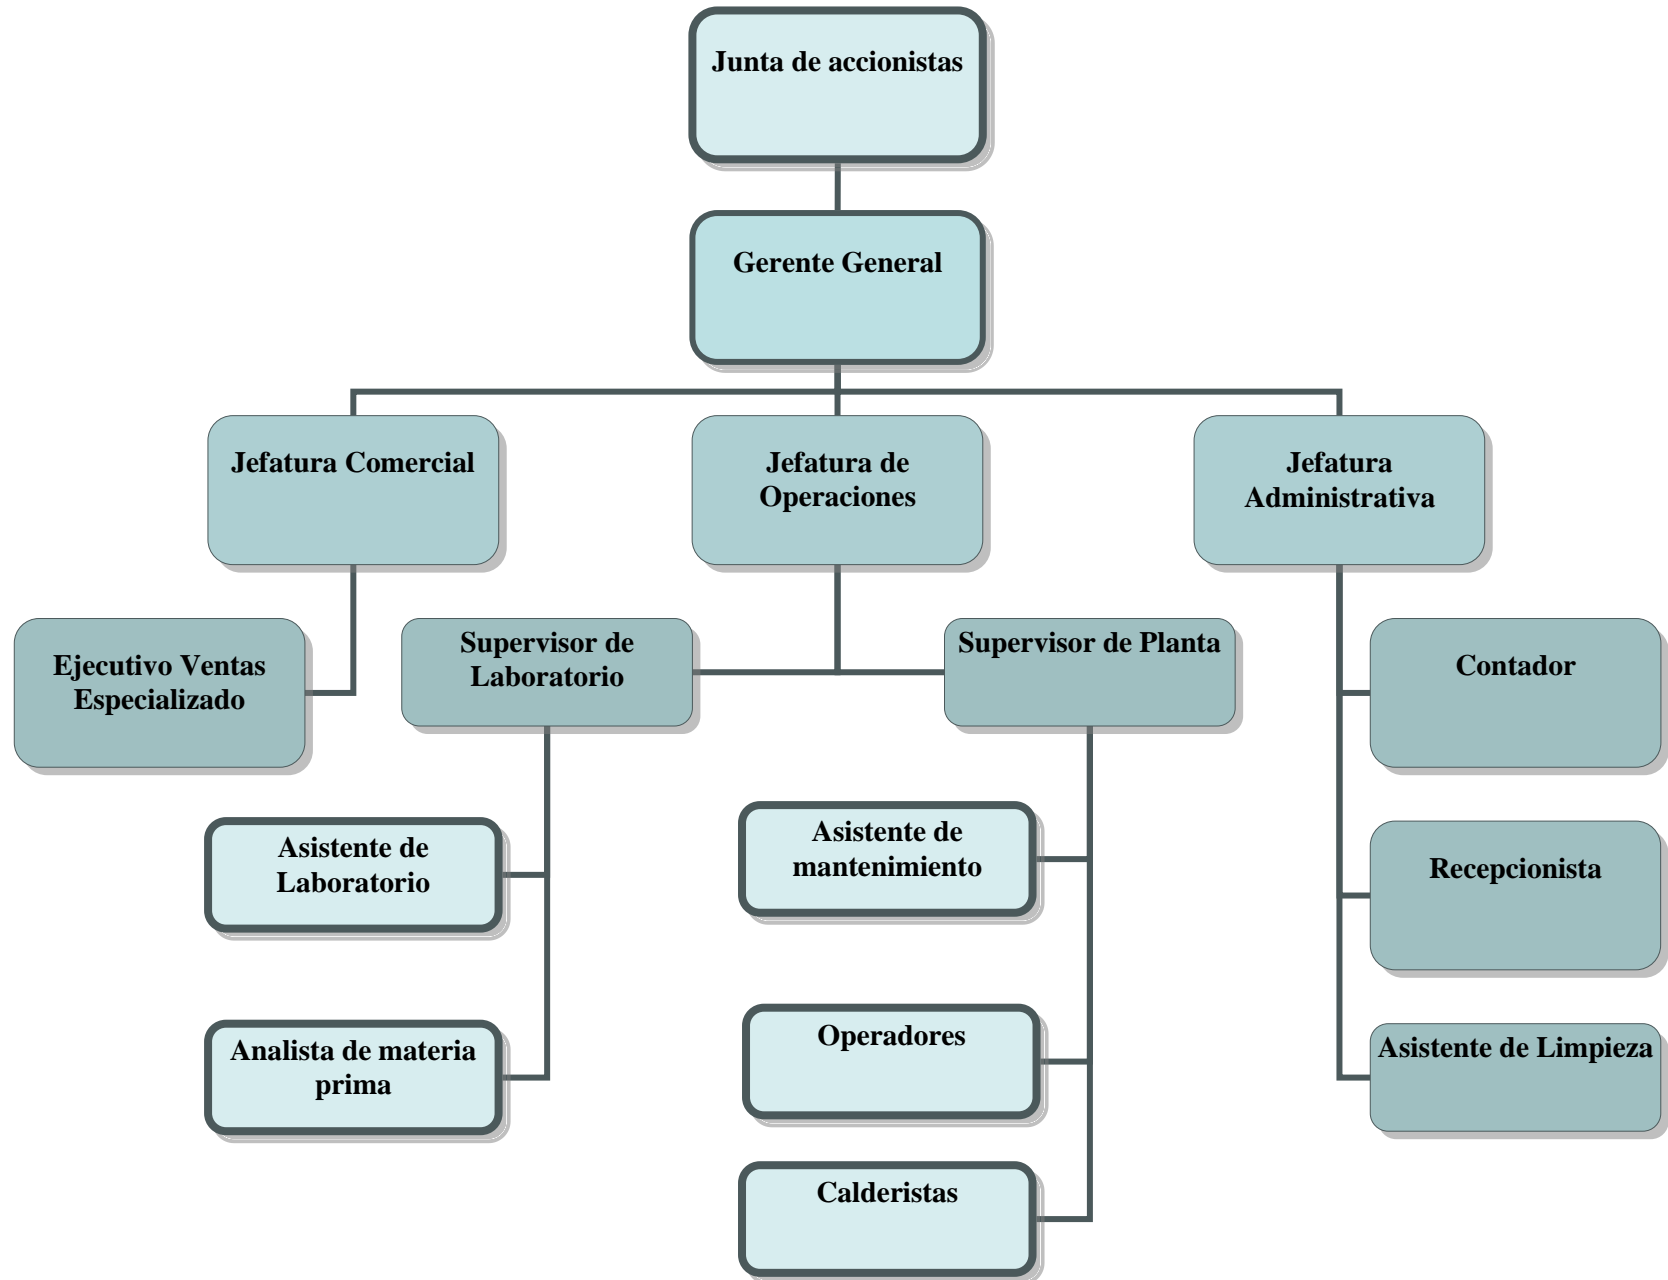 Junta de accionistas
Gerente General
Jefatura Comercial
Jefatura de
Operaciones
Jefatura
Administrativa
Ejecutivo Ventas
Especializado
Supervisor de
Laboratorio
Supervisor de Planta
Contador
Asistente de
Laboratorio
Asistente de
mantenimiento
Recepcionista
Analista de materia
prima
Operadores
Asistente de Limpieza
Calderistas